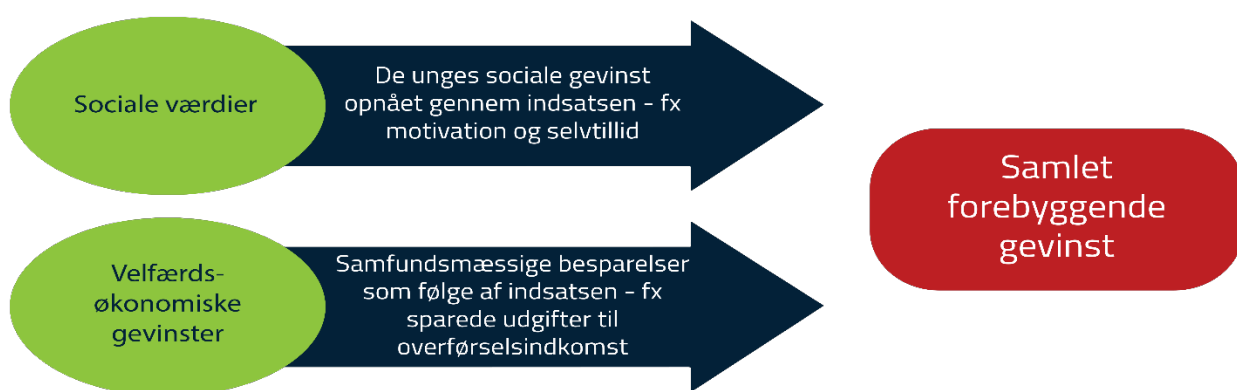 Sociale værdier
De unges sociale gevinst
opnået gennem indsatsen - fx
motivation og selvtillid
Velfærds-
økonomiske
gevinster
Samfundsmæssige besparelser
som følge af indsatsen - fx
sparede udgifter til
overførselsindkomst
Samlet
forebyggende
gevinst